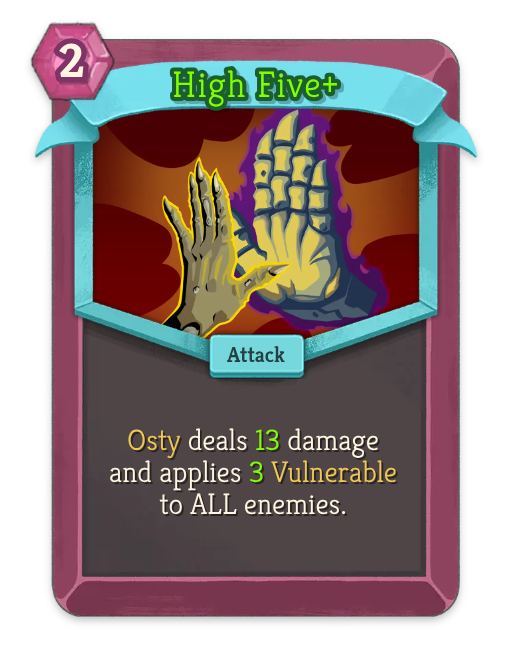 2
High Five+
Attack
Osty deals 13 damage
and applies 3 Vulnerable
to ALL enemies.